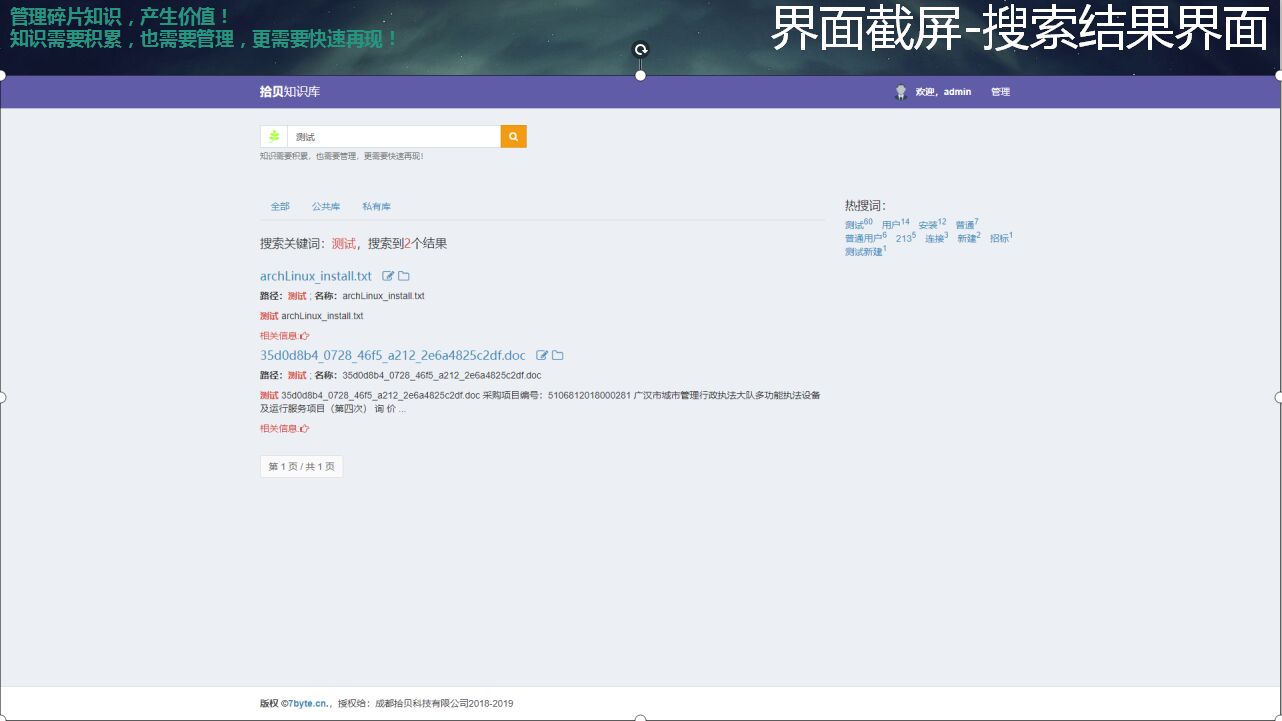 管理碎片知识，产生价值！
知识需要积累，也需要管理，更需要快速再现！
界面截屏-搜索结果界面
拾贝知识库
欢迎，admin 管理
测试
知识需要积累，也需要管理，更需要快速再现!
全部 公共库 私有库
搜索关键词：测试，搜索到2个结果
archLinux_install.txt
路径：测试 ; 名称：archLinux_install.txt
测试 archLinux_install.txt
相关信息:
35d0d8b4_0728_46f5_a212_2e6a4825c2df.doc
路径：测试 ; 名称：35d0d8b4_0728_46f5_a212_2e6a4825c2df.doc
测试 35d0d8b4_0728_46f5_a212_2e6a4825c2df.doc 采购项目编号：5106812018000281 广汉市城市管理行政执法大队多功能执法设备
及运行服务项目（第四次） 询 价 ...
相关信息:
第 1 页 / 共 1 页
热搜词：
测试60 用户14 安装12 普通7
普通用户6 2135 连接3 新建2 招标1
测试新建1
版权 ©7byte.cn.，授权给：成都拾贝科技有限公司2018-2019